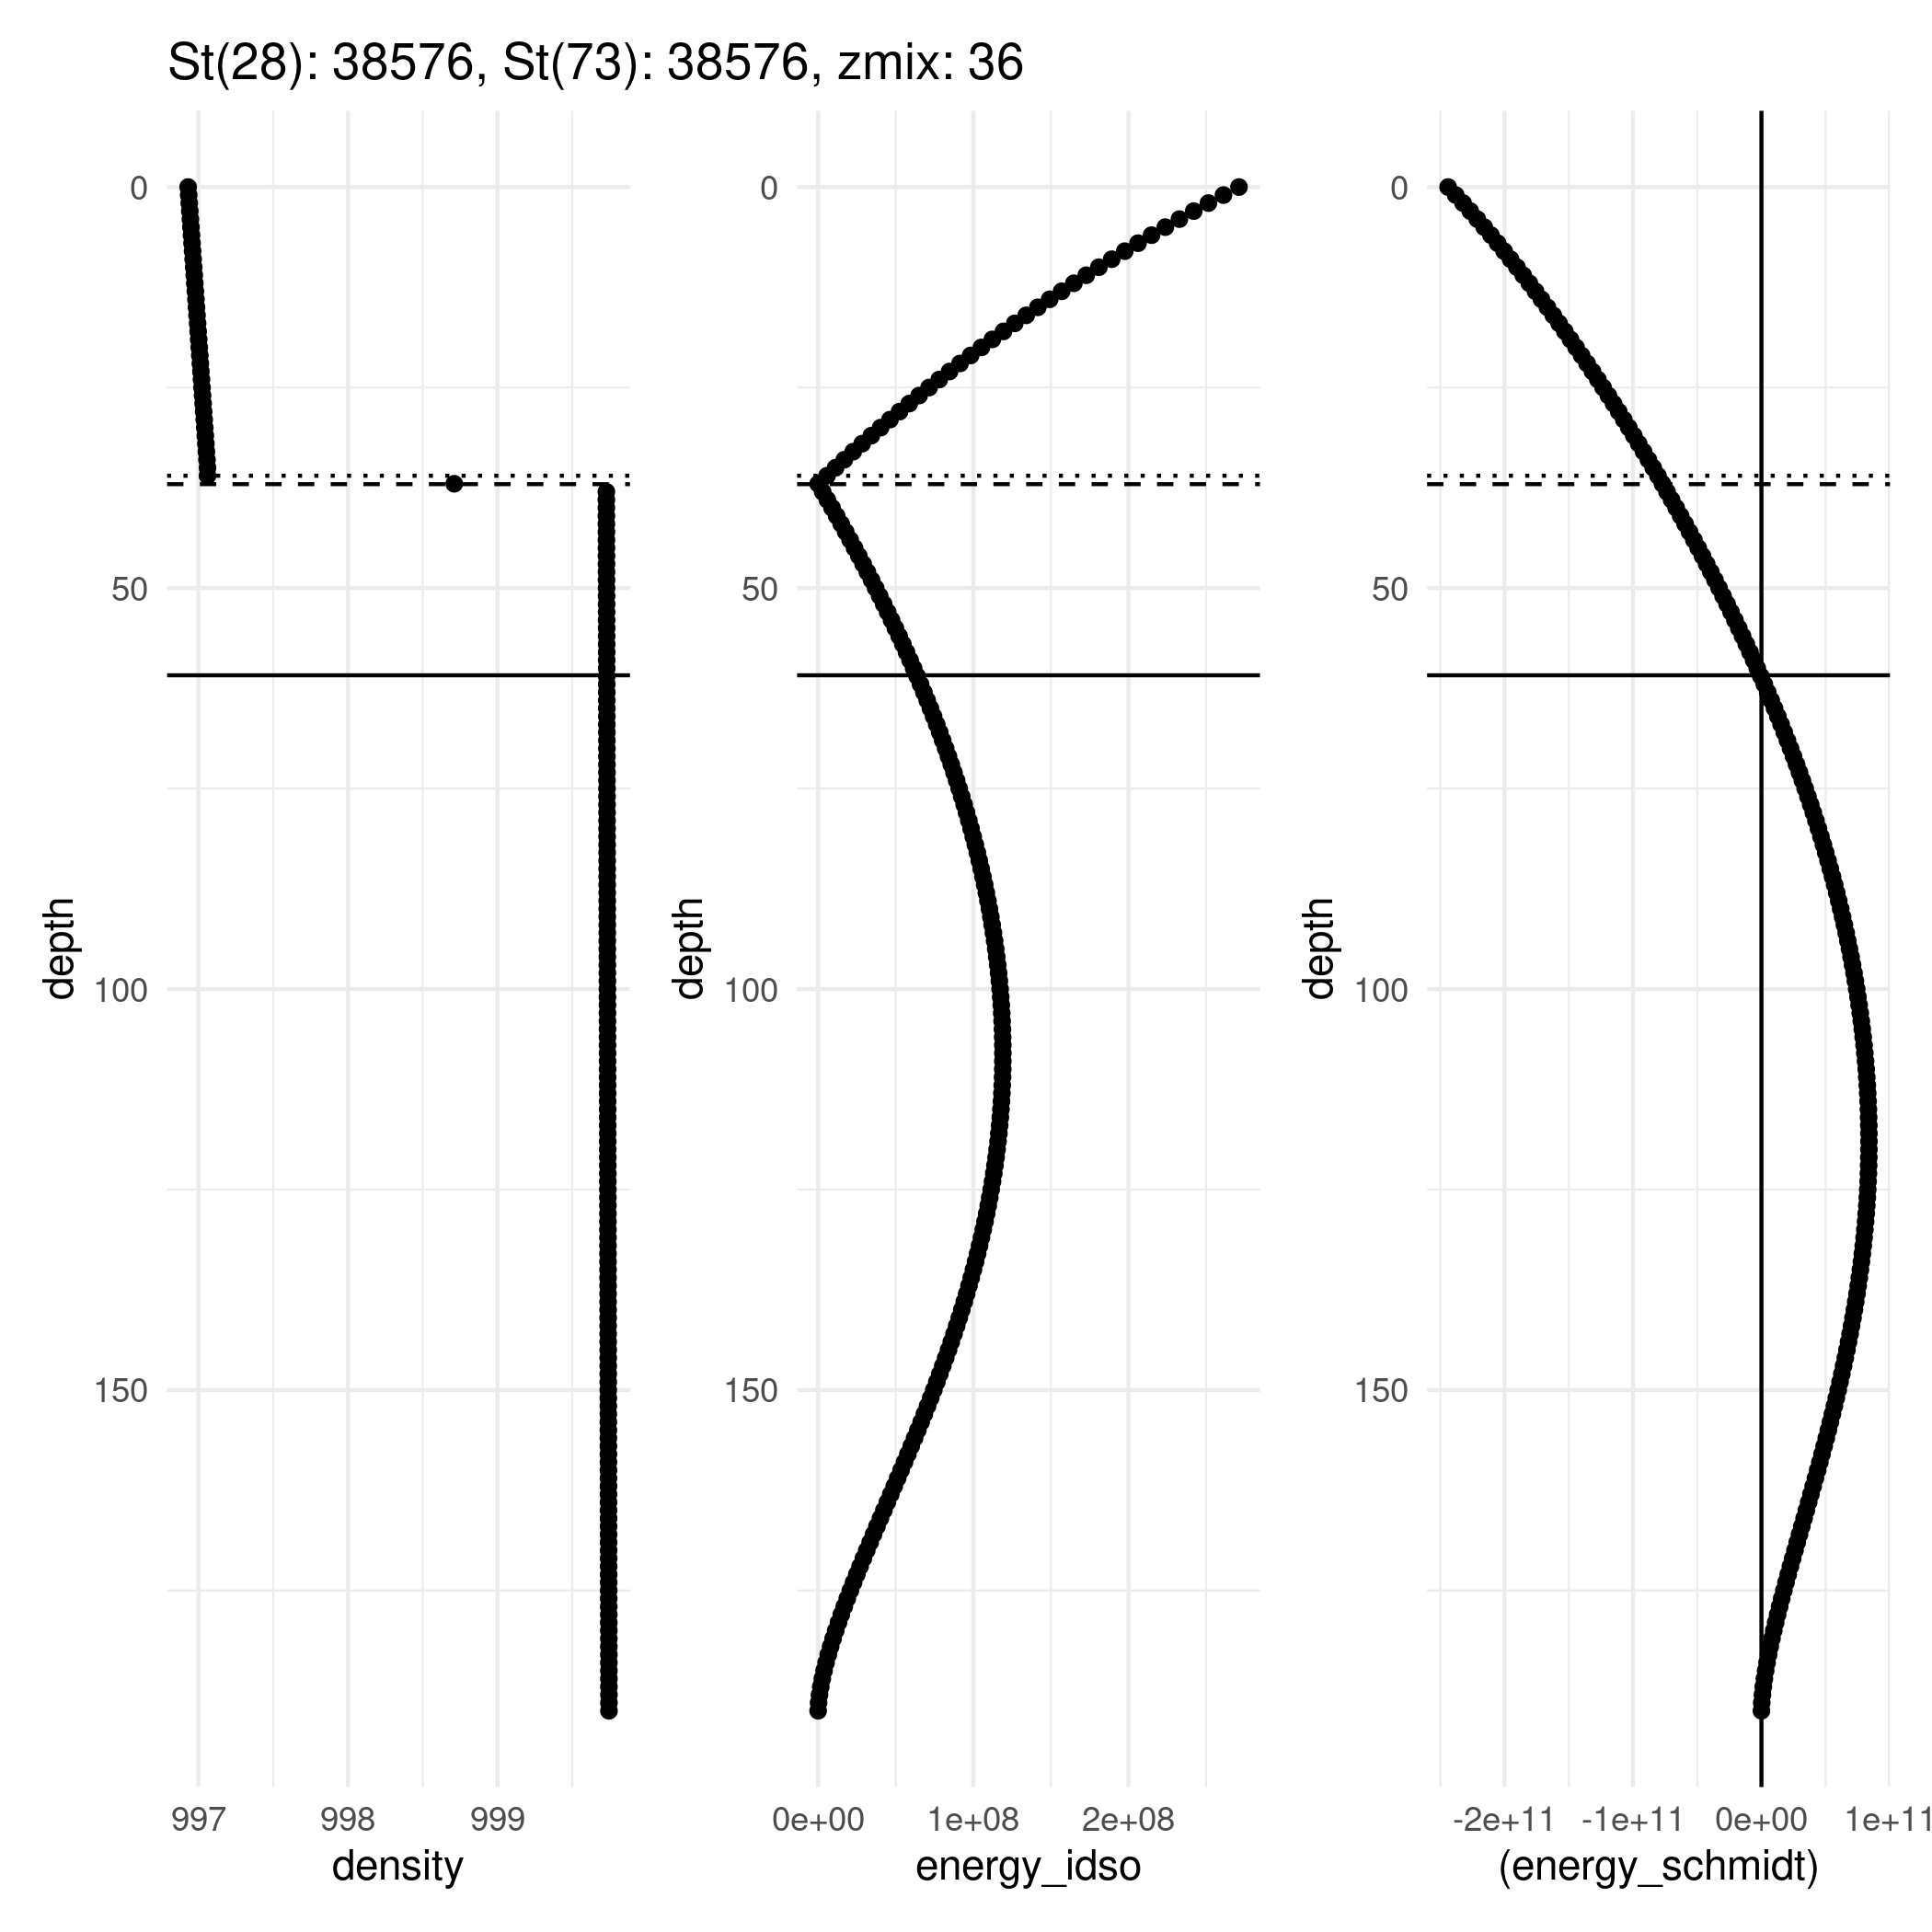 St(28): 38576, St(73): 38576, zmix: 36
0
50
100
150
depth
997 998 999
density
0
50
100
150
depth
0e+00 1e+08 2e+08
energy_idso
0
50
100
150
depth
-2e+11 -1e+11 0e+00 1e+11
(energy_schmidt)